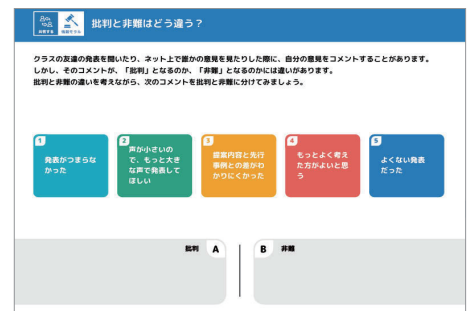 批判と非難はどう違う？
クラスの友達の発表を聞いたり、ネット上で誰かの意見を見たりした際に、自分の意見をコメントすることがあります。
しかし、そのコメントが、「批判」となるのか、「非難」となるのかには違いがあります。
批判と非難の違いを考えながら、次のコメントを批判と非難に分けてみましょう。
1
発表がつまらな
かった
2
声が小さいの
で、もっと大き
な声で発表して
ほしい
3
提案内容と先行
事例との差がわ
かりにくかった
4
もっとよく考え
た方がよいと思
う
5
よくない発表
だった
批判 A
B 非難